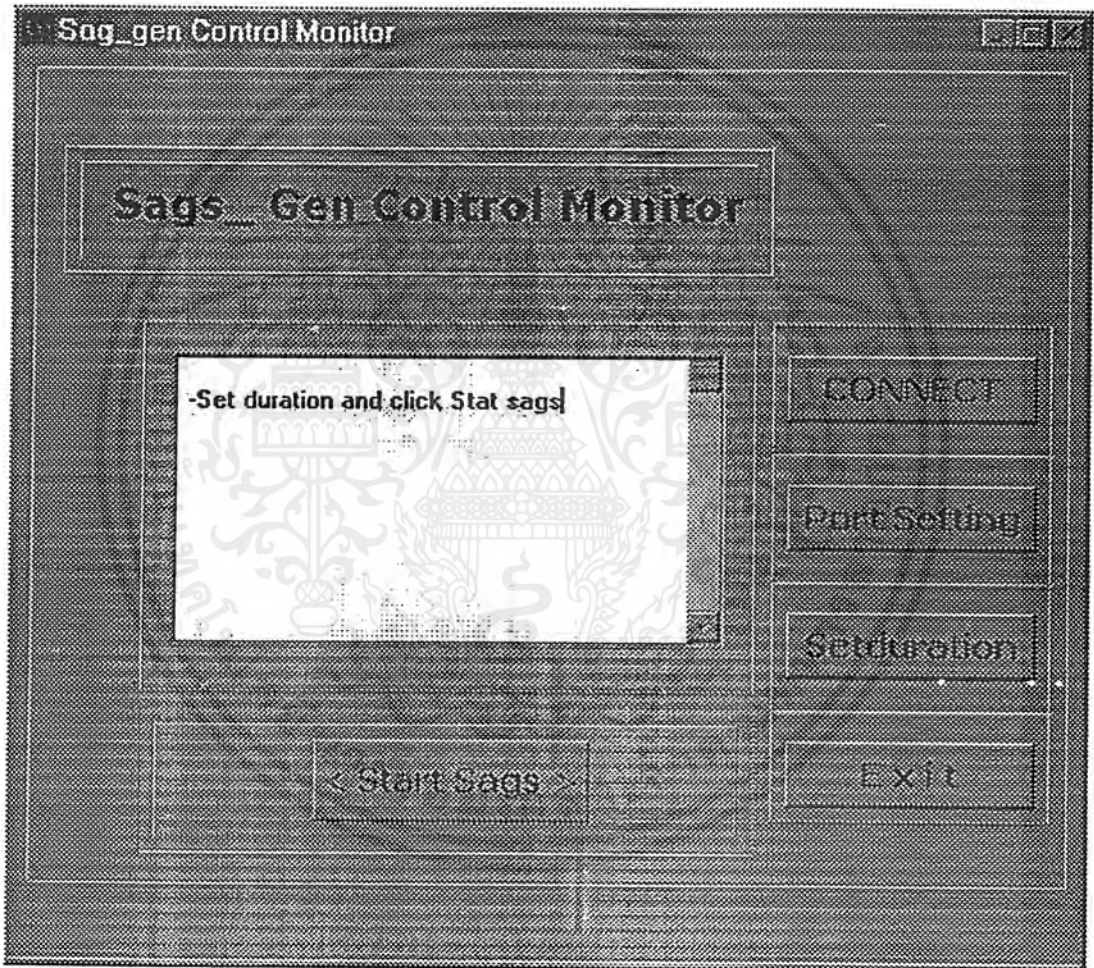 Sag_gen Control Monitor
Sags_ Gen Control Monitor
-Set duration and click Stat sags
CONNECT
Port Setting
Setduration
< Start Sags >
Exit